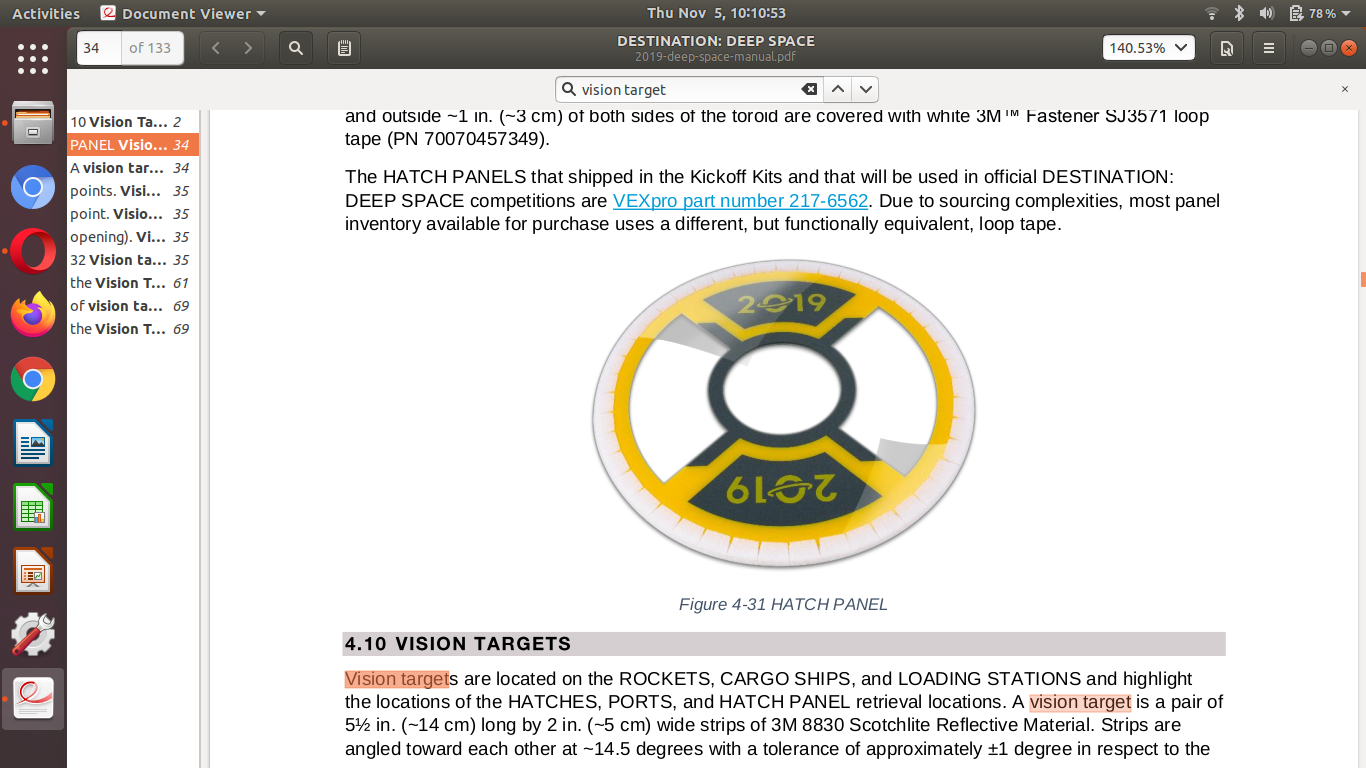 Activities
Document Viewer
Thu Nov 5, 10:10:53
78 %
34 of 133
DESTINATION: DEEP SPACE
2019-deep-space-manual.pdf
140.53%
vision target
10 Vision Ta... 2
PANEL Visio... 34
A vision tar... 34
points. Visi... 35
point. Visio... 35
opening). Vi... 35
32 Vision ta... 35
the Vision T... 61
of vision ta... 69
the Vision T... 69
and outside ~1 in. (~3 cm) of both sides of the toroid are covered with white 3M™ Fastener SJ3571 loop
tape (PN 70070457349).
The HATCH PANELS that shipped in the Kickoff Kits and that will be used in official DESTINATION:
DEEP SPACE competitions are VEXpro part number 217-6562. Due to sourcing complexities, most panel
inventory available for purchase uses a different, but functionally equivalent, loop tape.
2019
2019
Figure 4-31 HATCH PANEL
4.10 VISION TARGETS
Vision targets are located on the ROCKETS, CARGO SHIPS, and LOADING STATIONS and highlight
the locations of the HATCHES, PORTS, and HATCH PANEL retrieval locations. A vision target is a pair of
5½ in. (~14 cm) long by 2 in. (~5 cm) wide strips of 3M 8830 Scotchlite Reflective Material. Strips are
angled toward each other at ~14.5 degrees with a tolerance of approximately ±1 degree in respect to the